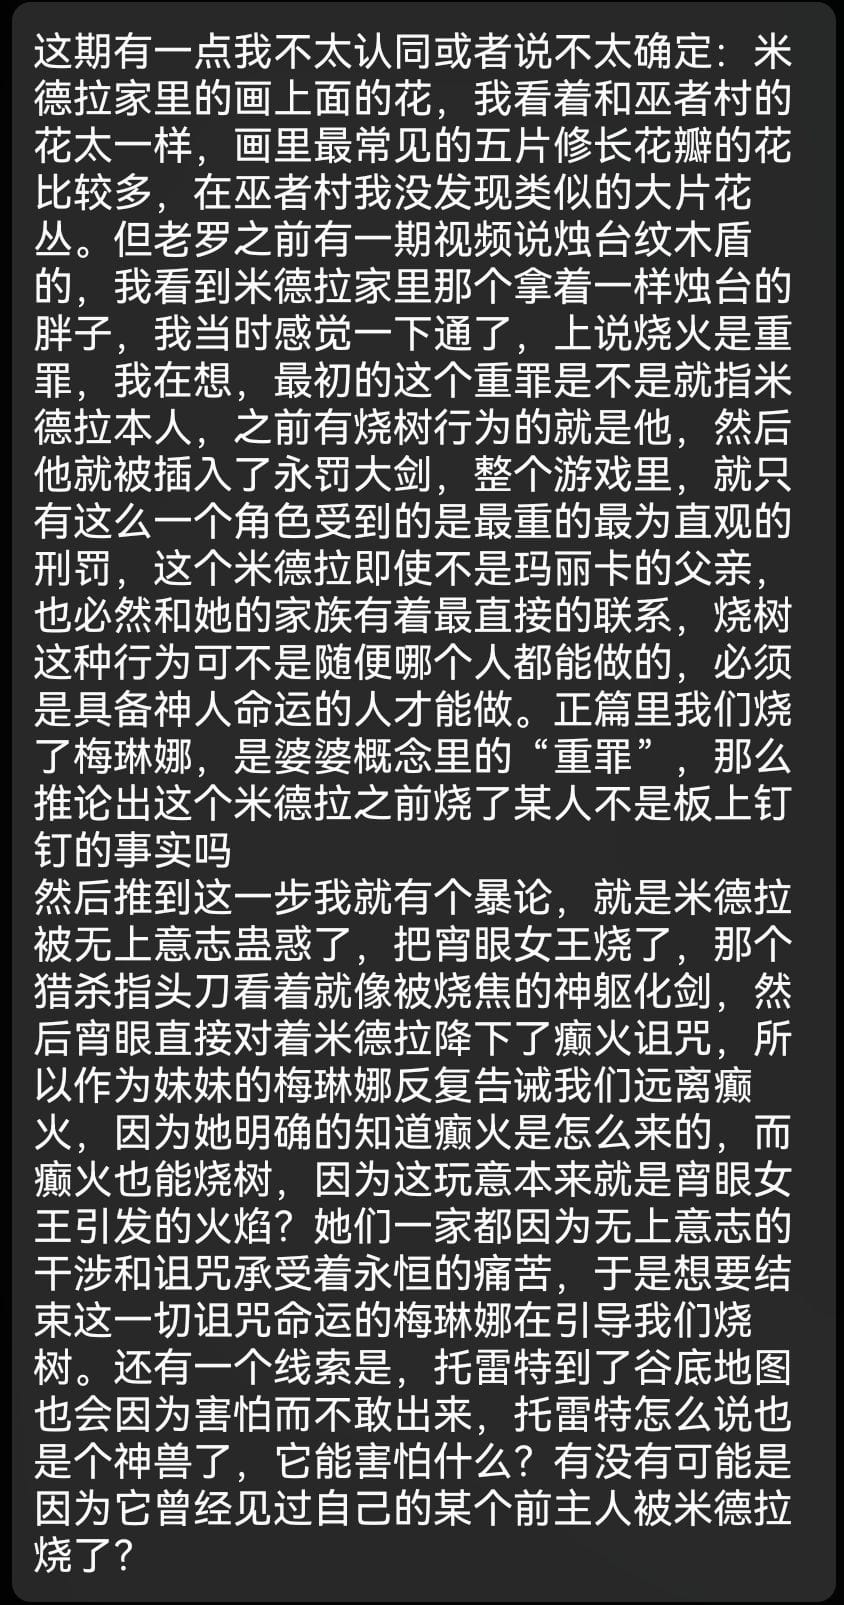 这期有一点我不太认同或者说不太确定：米
德拉家里的画上面的花，我看着和巫者村的
花太一样，画里最常见的五片修长花瓣的花
比较多，在巫者村我没发现类似的大片花
丛。但老罗之前有一期视频说烛台纹木盾
的，我看到米德拉家里那个拿着一样烛台的
胖子，我当时感觉一下通了，上说烧火是重
罪，我在想，最初的这个重罪是不是就指米
德拉本人，之前有烧树行为的就是他，然后
他就被插入了永罚大剑，整个游戏里，就只
有这么一个角色受到的是最重的最为直观的
刑罚，这个米德拉即使不是玛丽卡的父亲，
也必然和她的家族有着最直接的联系，烧树
这种行为可不是随便哪个人都能做的，必须
是具备神人命运的人才能做。正篇里我们烧
了梅琳娜，是婆婆概念里的“重罪”，那么
推论出这个米德拉之前烧了某人不是板上钉
钉的事实吗
然后推到这一步我就有个暴论，就是米德拉
被无上意志蛊惑了，把宵眼女王烧了，那个
猎杀指头刀看着就像被烧焦的神躯化剑，然
后宵眼直接对着米德拉降下了癫火诅咒，所
以作为妹妹的梅琳娜反复告诫我们远离癫
火，因为她明确的知道癫火是怎么来的，而
癫火也能烧树，因为这玩意本来就是宵眼女
王引发的火焰？她们一家都因为无上意志的
干涉和诅咒承受着永恒的痛苦，于是想要结
束这一切诅咒命运的梅琳娜在引导我们烧
树。还有一个线索是，托雷特到了谷底地图
也会因为害怕而不敢出来，托雷特怎么说也
是个神兽了，它能害怕什么？有没有可能是
因为它曾经见过自己的某个前主人被米德拉
烧了？